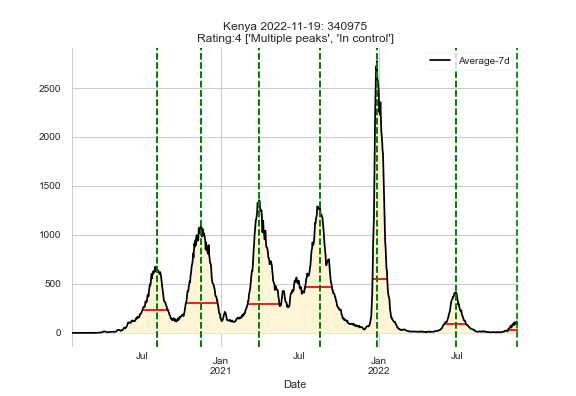 Kenya 2022-11-19: 340975
Rating:4 ['Multiple peaks', 'In control']
Average-7d
2500
2000
1500
1000
500
0
Jul
Jan
2021
Jul
Jan
2022
Jul
Date